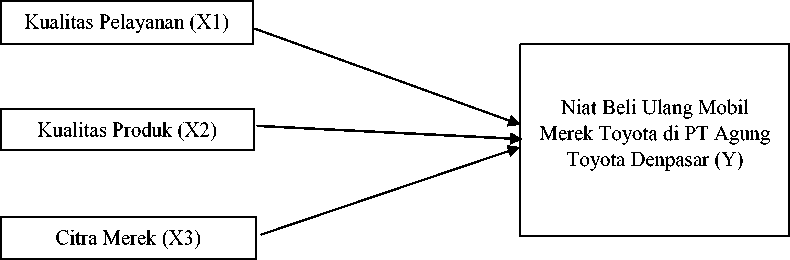 Kualitas Pelayanan (X1)
Kualitas Produk (X2)
Citra Merek (X3)
Niat Beli Ulang Mobil
Merek Toyota di PT Agung
Toyota Denpasar (Y)